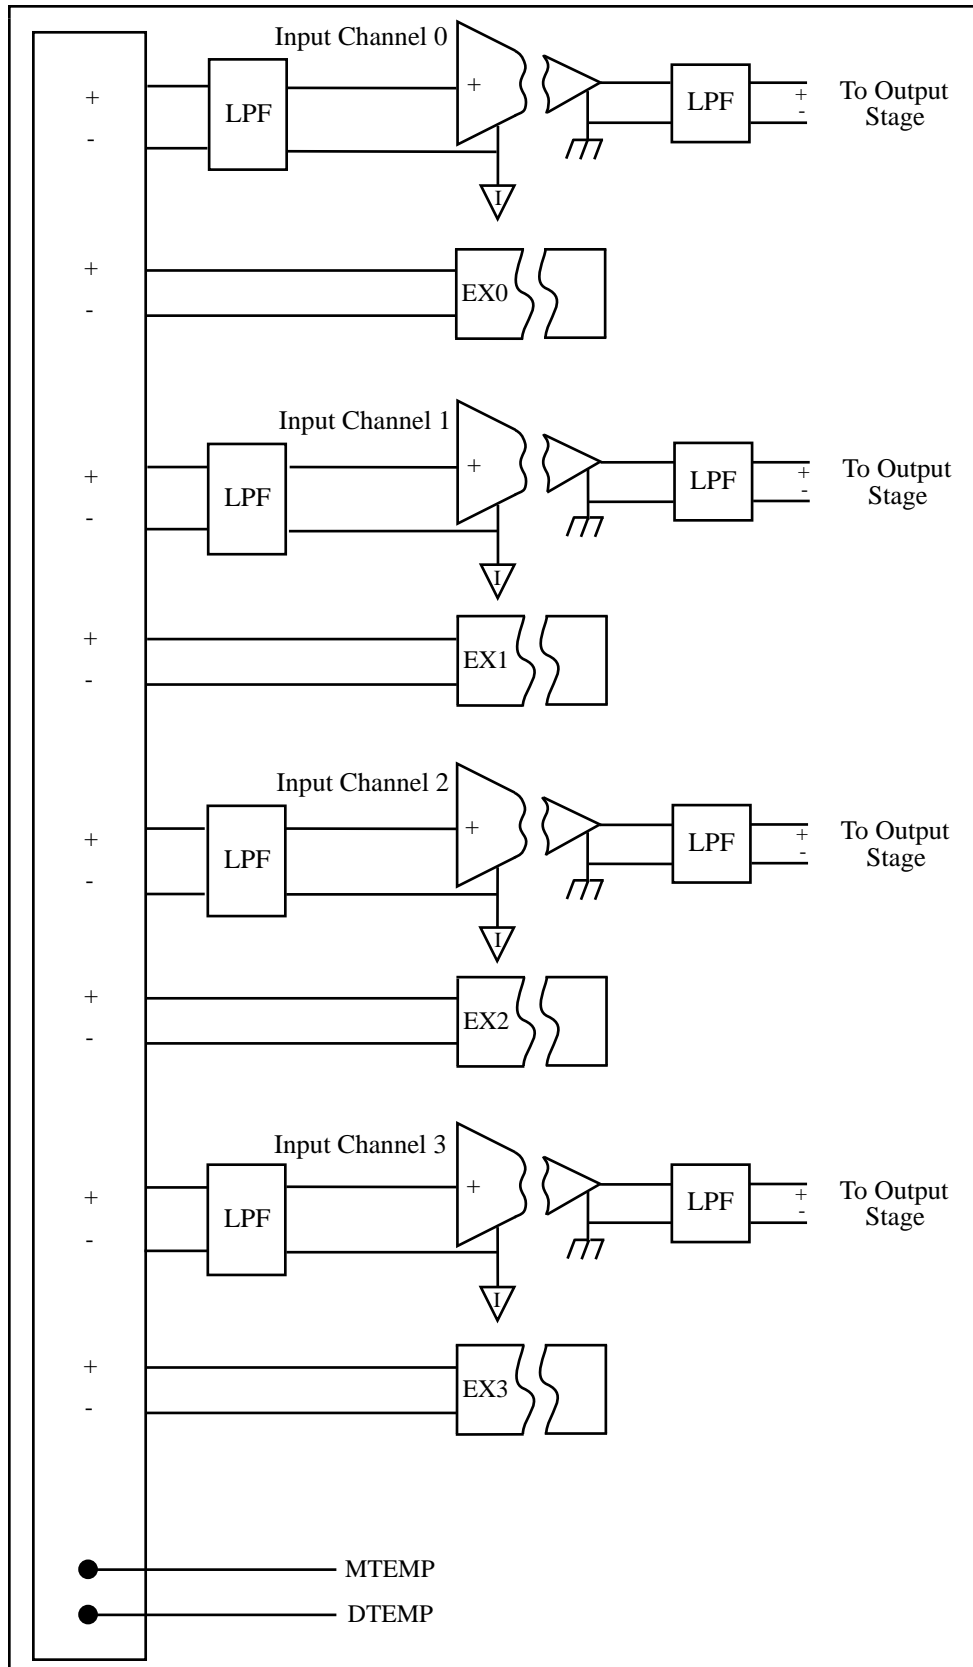 Input Channel 0
+
-
LPF
+
LPF
+
-
To Output
Stage
I
+
-
EX0
Input Channel 1
+
-
LPF
+
LPF
+
-
To Output
Stage
I
+
-
EX1
Input Channel 2
+
-
LPF
+
LPF
+
-
To Output
Stage
I
+
-
EX2
Input Channel 3
+
-
LPF
+
LPF
+
-
To Output
Stage
I
+
-
EX3
MTEMP
DTEMP